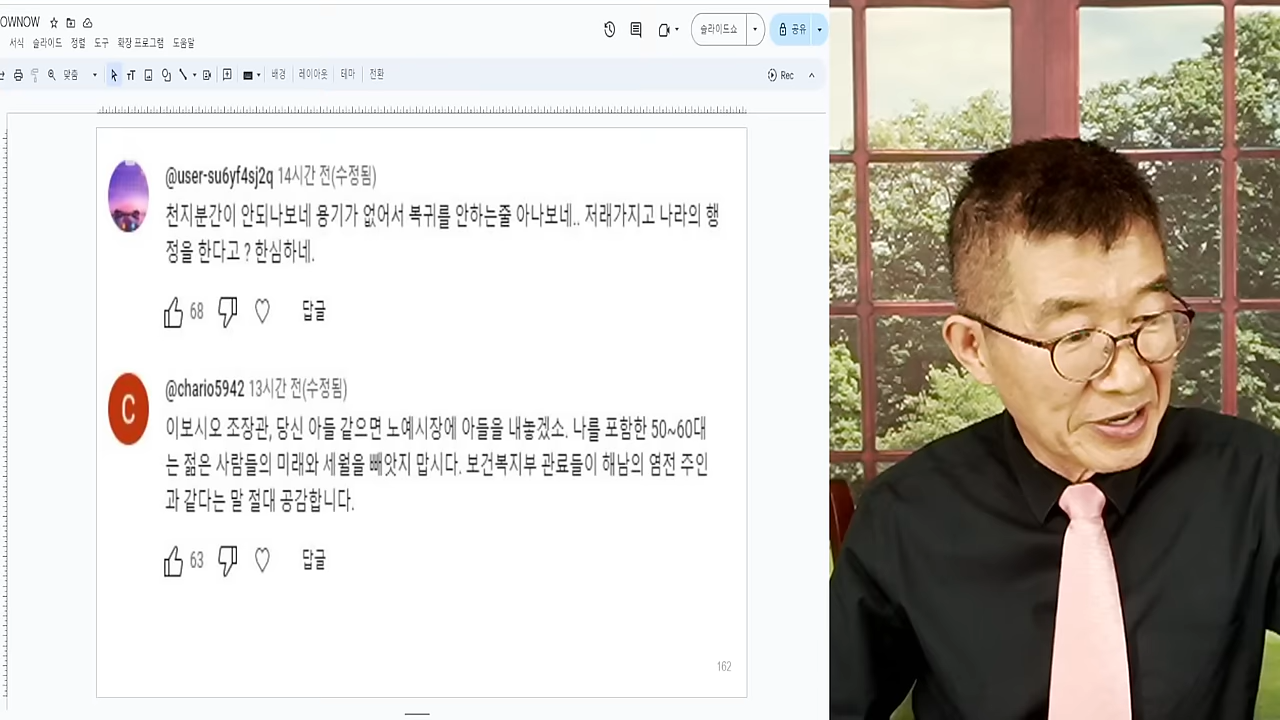 OWNOW
서식 슬라이드 정렬 도구 확장 프로그램 도움말
슬라이드쇼
공유
맞춤
배경 레이아웃 테마 전환
Rec
@user-su6yf4sj2q 14시간 전(수정됨)
천지분간이 안되나보네 용기가 없어서 복귀를 안하는줄 아나보네.. 저래가지고 나라의 행
정을 한다고 ? 한심하네.
68 답글
C
@chario5942 13시간 전(수정됨)
이보시오 조장관, 당신 아들 같으면 노예시장에 아들을 내놓겠소. 나를 포함한 50~60대
는 젊은 사람들의 미래와 세월을 빼앗지 맙시다. 보건복지부 관료들이 해남의 염전 주인
과 같다는 말 절대 공감합니다.
63 답글
162